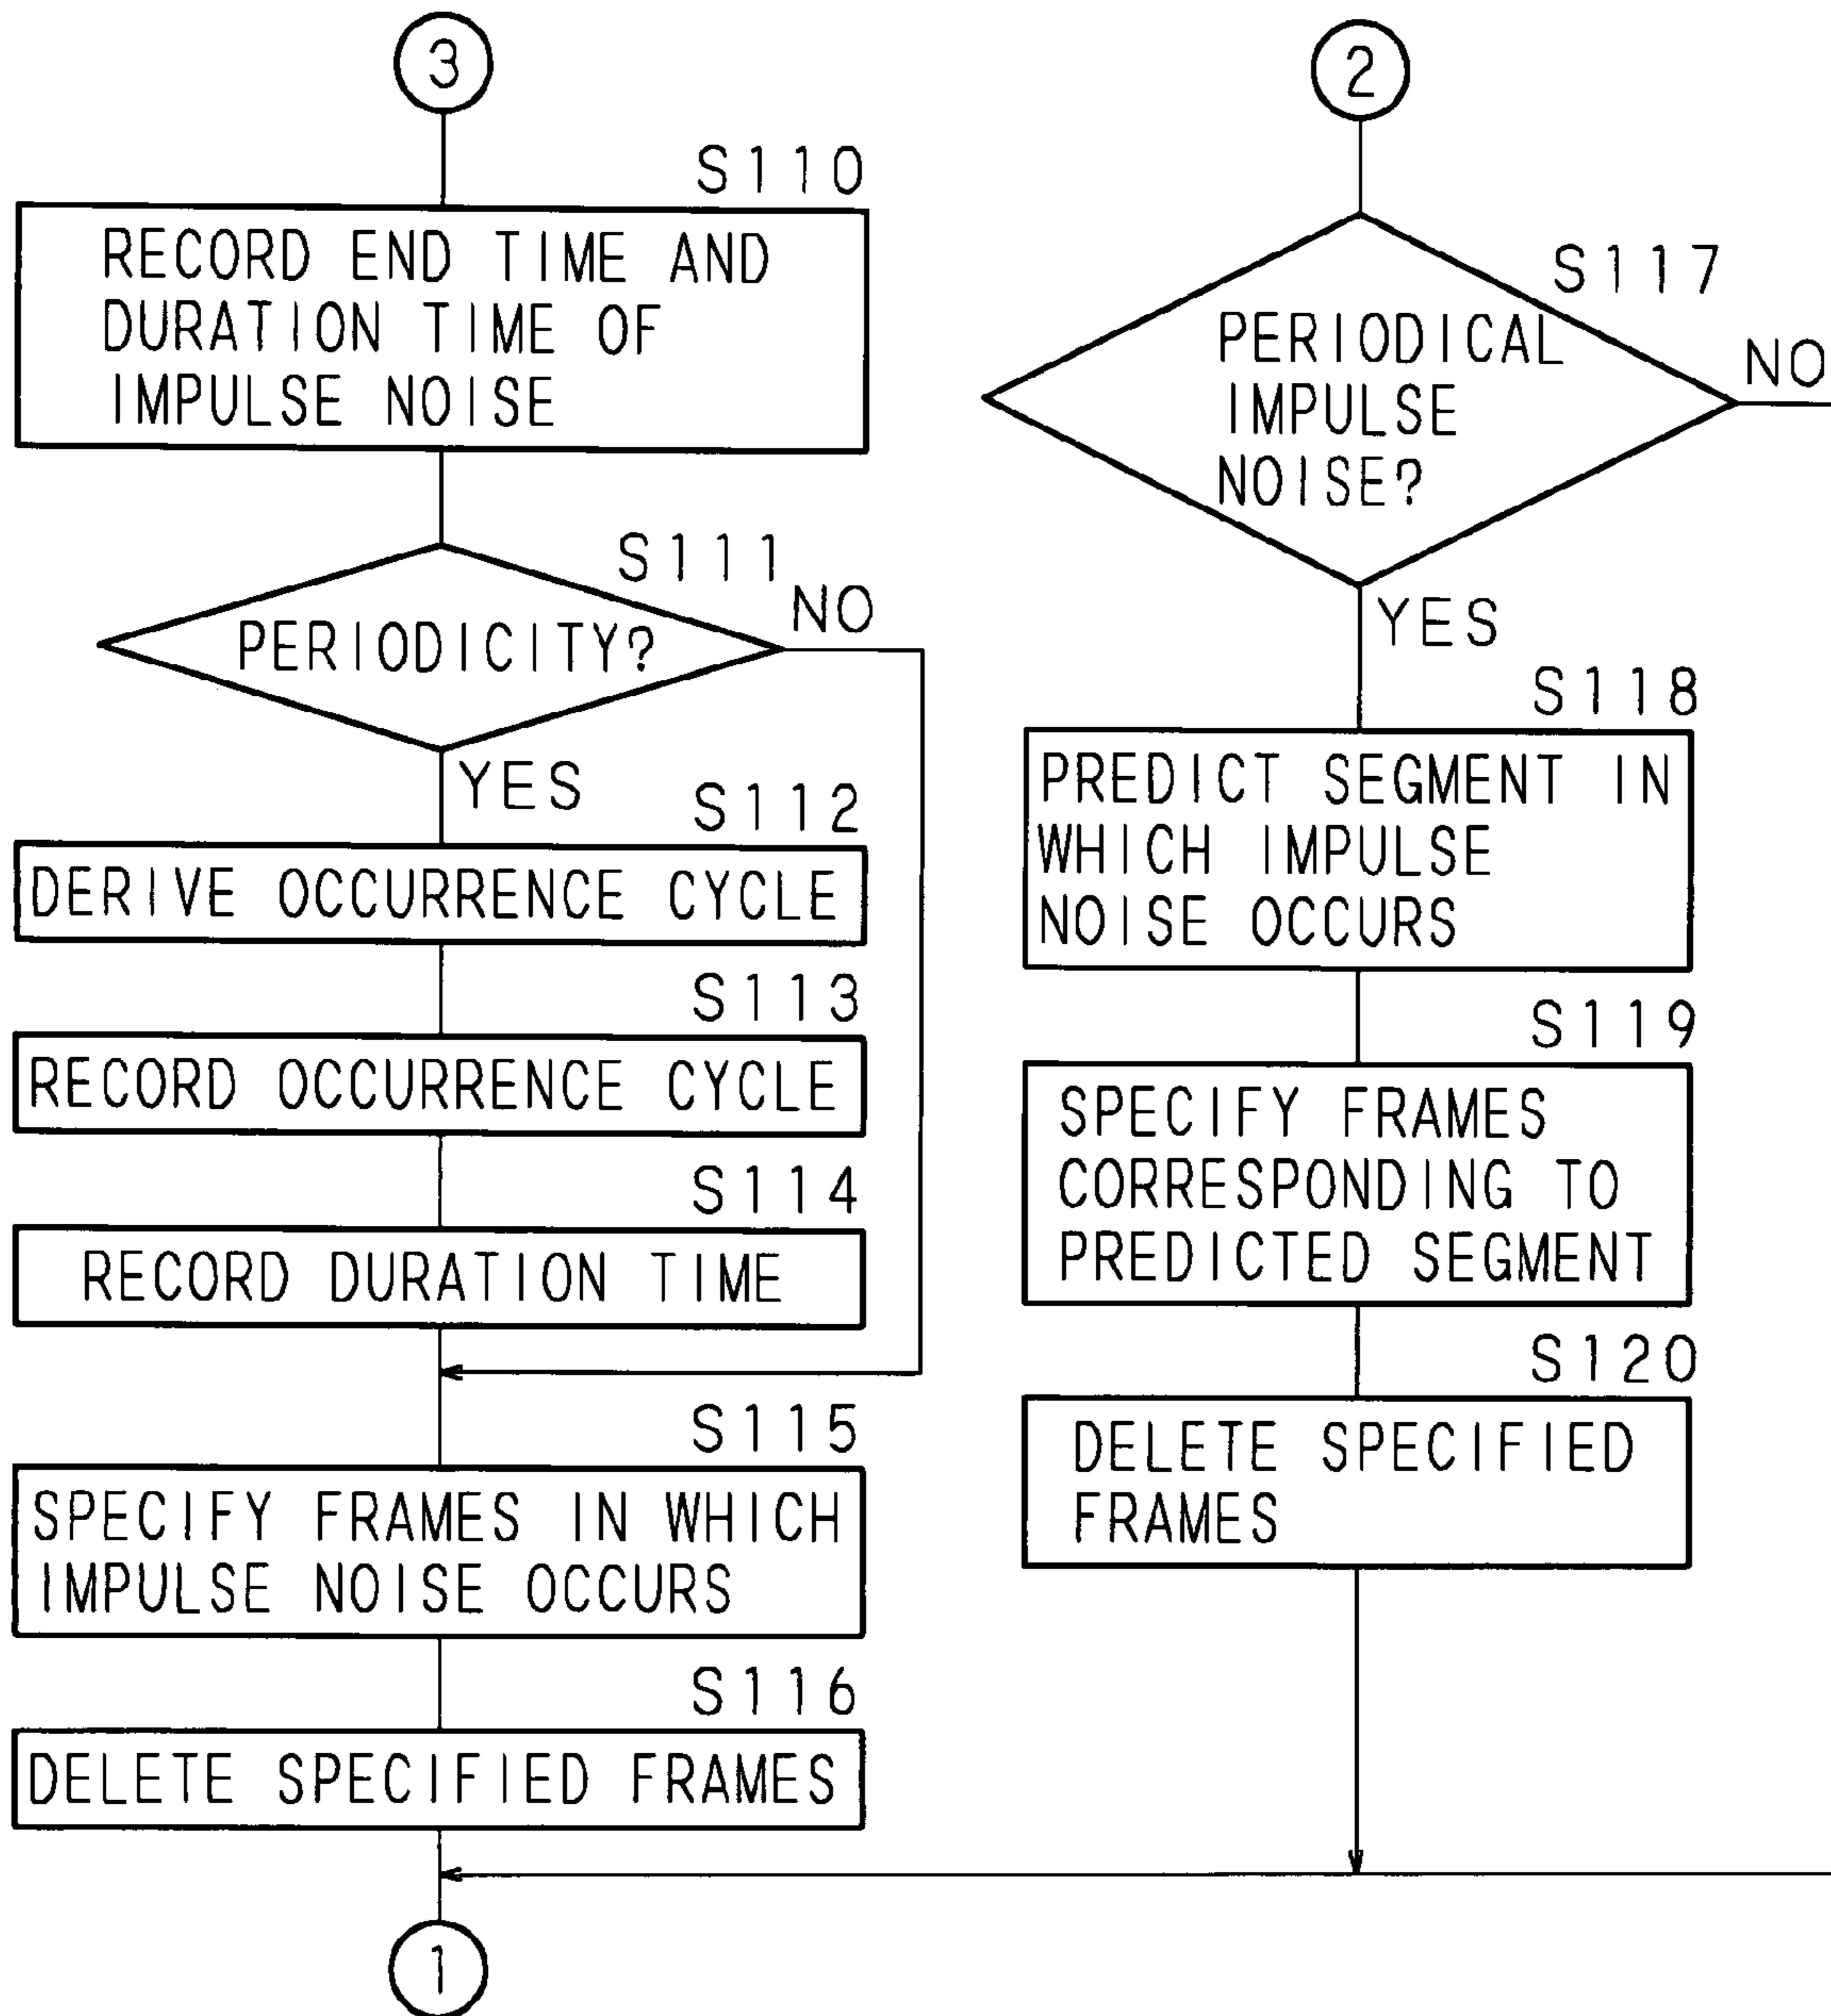 3
S110
RECORD END TIME AND
DURATION TIME OF
IMPULSE NOISE
S111
PERIODICITY?
NO
YES
S112
DERIVE OCCURRENCE CYCLE
S113
RECORD OCCURRENCE CYCLE
S114
RECORD DURATION TIME
S115
SPECIFY FRAMES IN WHICH
IMPULSE NOISE OCCURS
S116
DELETE SPECIFIED FRAMES
1
2
S117
PERIODICAL
IMPULSE
NOISE?
NO
YES
S118
PREDICT SEGMENT IN
WHICH IMPULSE
NOISE OCCURS
S119
SPECIFY FRAMES
CORRESPONDING TO
PREDICTED SEGMENT
S120
DELETE SPECIFIED
FRAMES